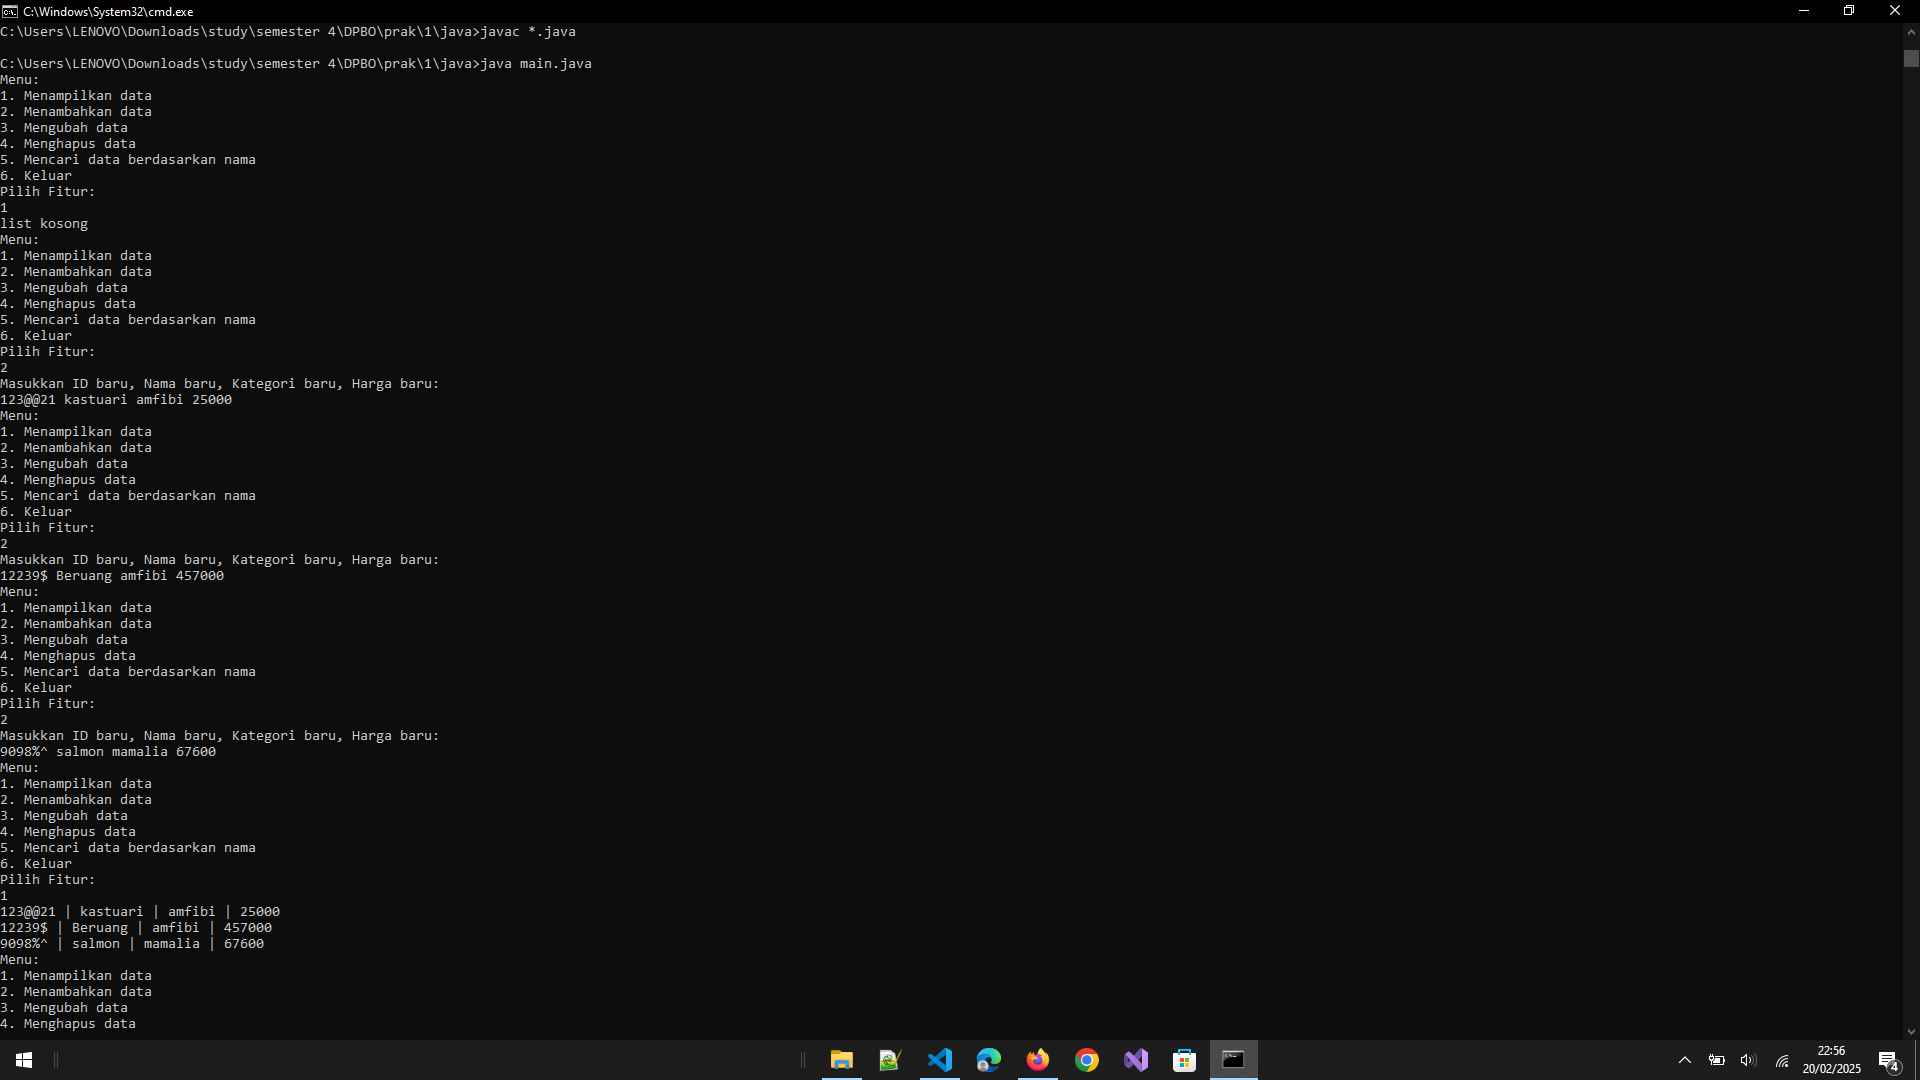 C:\Windows\System32\cmd.exe
C:\Users\LENOVO\Downloads\study\semester 4\DPBO\prak\1\java>javac *.java
C:\Users\LENOVO\Downloads\study\semester 4\DPBO\prak\1\java>java main.java
Menu:
1. Menampilkan data
2. Menambahkan data
3. Mengubah data
4. Menghapus data
5. Mencari data berdasarkan nama
6. Keluar
Pilih Fitur:
1
list kosong
Menu:
1. Menampilkan data
2. Menambahkan data
3. Mengubah data
4. Menghapus data
5. Mencari data berdasarkan nama
6. Keluar
Pilih Fitur:
2
Masukkan ID baru, Nama baru, Kategori baru, Harga baru:
123@@21 kastuari amfibi 25000
Menu:
1. Menampilkan data
2. Menambahkan data
3. Mengubah data
4. Menghapus data
5. Mencari data berdasarkan nama
6. Keluar
Pilih Fitur:
2
Masukkan ID baru, Nama baru, Kategori baru, Harga baru:
12239$ Beruang amfibi 457000
Menu:
1. Menampilkan data
2. Menambahkan data
3. Mengubah data
4. Menghapus data
5. Mencari data berdasarkan nama
6. Keluar
Pilih Fitur:
2
Masukkan ID baru, Nama baru, Kategori baru, Harga baru:
9098%^ salmon mamalia 67600
Menu:
1. Menampilkan data
2. Menambahkan data
3. Mengubah data
4. Menghapus data
5. Mencari data berdasarkan nama
6. Keluar
Pilih Fitur:
1
123@@21 | kastuari | amfibi | 25000
12239$ | Beruang | amfibi | 457000
9098%^ | salmon | mamalia | 67600
Menu:
1. Menampilkan data
2. Menambahkan data
3. Mengubah data
4. Menghapus data
22:56
20/02/2025
4